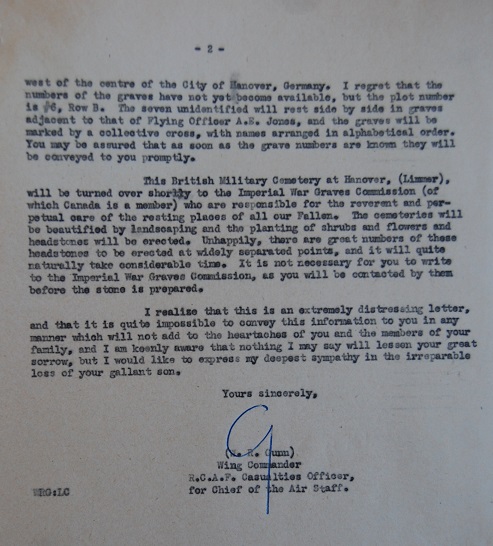 - 2 -
west of the centre of the City of Hanover, Germany. I regret that the
numbers of the graves have not yet become available, but the plot number
is #6, Row B. The seven unidentified will rest side by side in graves
adjacent to that of Flying Officer A.E. Jones, and the graves will be
marked by a collective cross, with names arranged in alphabetical order.
You may be assured that as soon as the grave numbers are known they will
be conveyed to you promptly.
This British Military Cemetery at Hanover, (Limmer),
will be turned over shortly to the Imperial War Graves Commission (of
which Canada is a member) who are responsible for the reverent and per-
petual care of the resting places of all our Fallen. The cemeteries will
be beautified by landscaping and the planting of shrubs and flowers and
headstones will be erected. Unhappily, there are great numbers of these
headstones to be erected at widely separated points, and it will quite
naturally take considerable time. It is not necessary for you to write
to the Imperial War Graves Commission, as you will be contacted by them
before the stone is prepared.
I realize that this is an extremely distressing letter,
and that it is quite impossible to convey this information to you in any
manner which will not add to the heartaches of you and the members of your
family, and I am keenly aware that nothing I may say will lessen your great
sorrow, but I would like to express my deepest sympathy in the irreparable
loss of your gallant son.
Yours sincerely,
(W. R. Gunn)
Wing Commander
R.C.A.F. Casualties Officer,
for Chief of the Air Staff.
WRG:LC